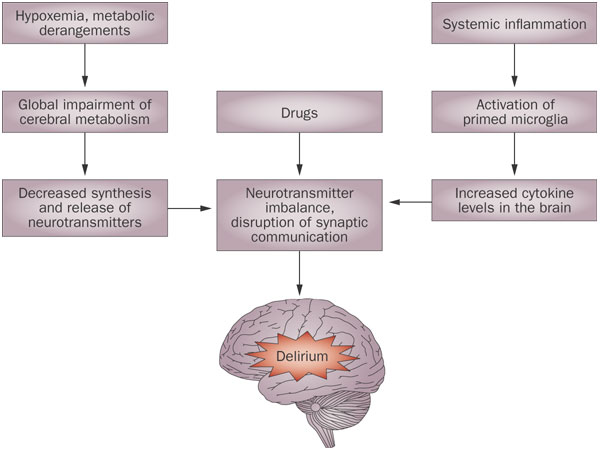 Hypoxemia, metabolic
derangements
Systemic inflammation
Global impairment of
cerebral metabolism
Drugs
Activation of
primed microglia
Decreased synthesis
and release of
neurotransmitters
Neurotransmitter
imbalance,
disruption of synaptic
communication
Increased cytokine
levels in the brain
Delirium